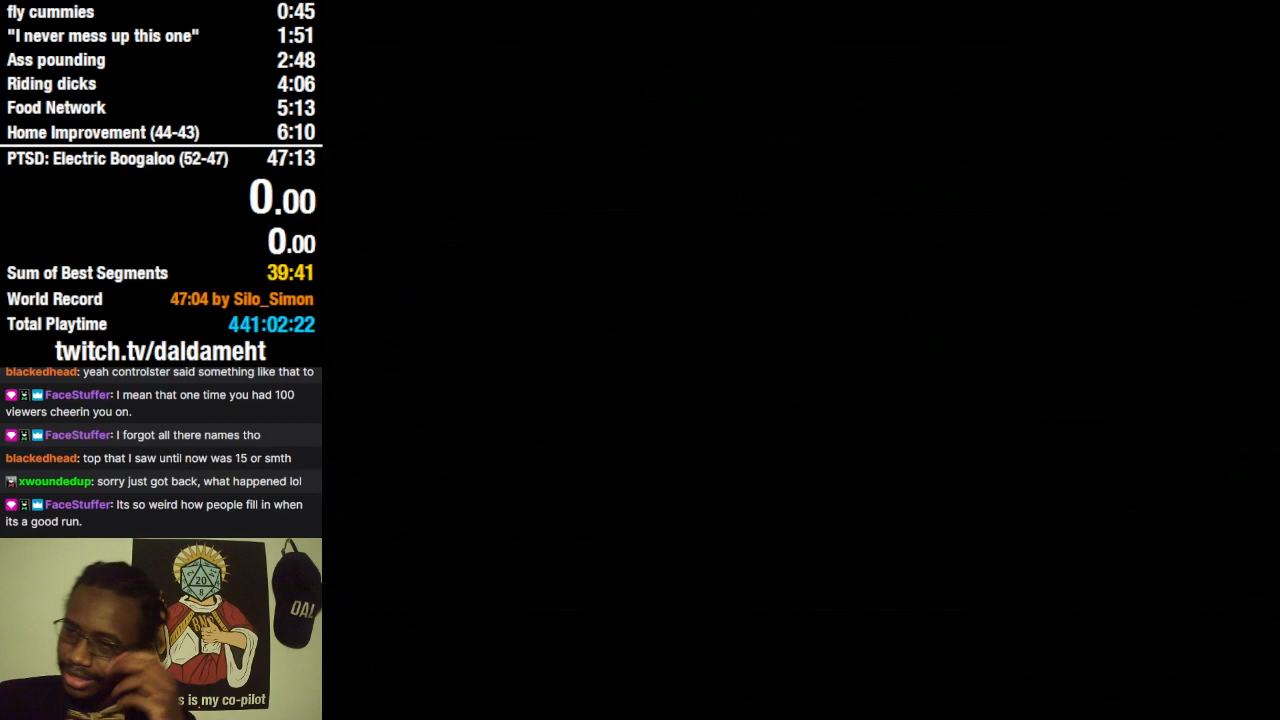 fly cummies 0:45
"I never mess up this one" 1:51
Ass pounding 2:48
Riding dicks 4:06
Food Network 5:13
Home Improvement (44-43) 6:10
PTSD: Electric Boogaloo (52-47) 47:13
0.00
0.00
Sum of Best Segments 39:41
World Record 47:04 by Silo_Simon
Total Playtime 441:02:22
twitch.tv/daldameht
blackedhead: yeah controlster said something like that to
FaceStuffer: I mean that one time you had 100
viewers cheerin you on.
FaceStuffer: I forgot all there names tho
blackedhead: top that I saw until now was 15 or smth
xwoundedup: sorry just got back, what happened lol
FaceStuffer: Its so weird how people fill in when
its a good run.
20
8
DAL
s is my co-pilot